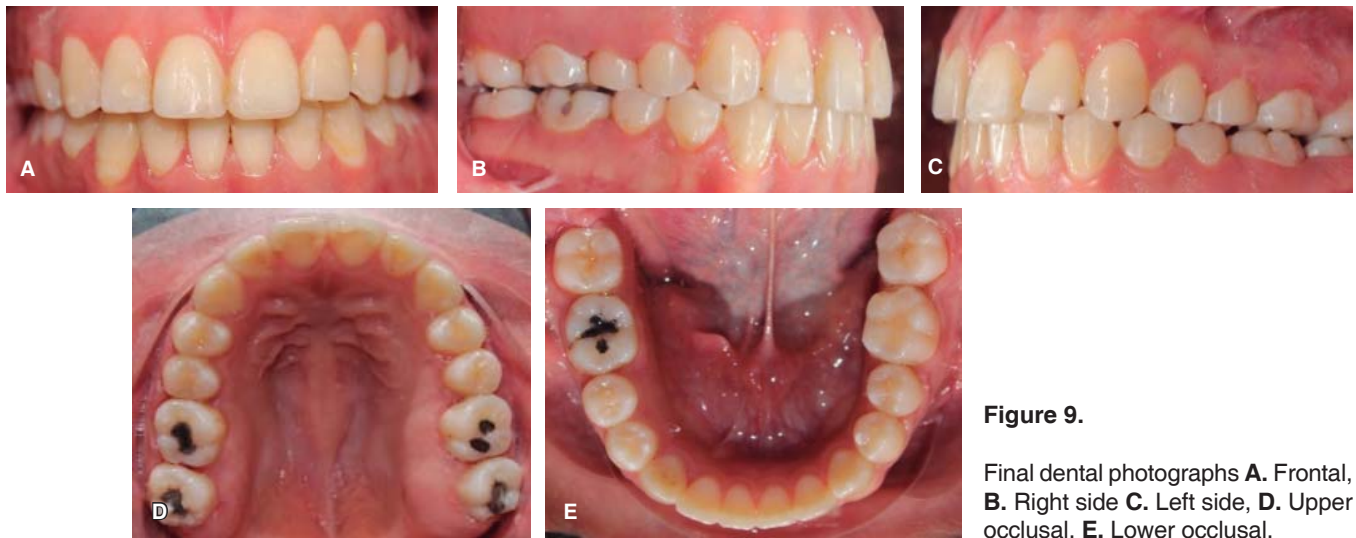 A
B
C
D
E
Figure 9.
Final dental photographs A. Frontal,
B. Right side C. Left side, D. Upper
occlusal. E. Lower occlusal.